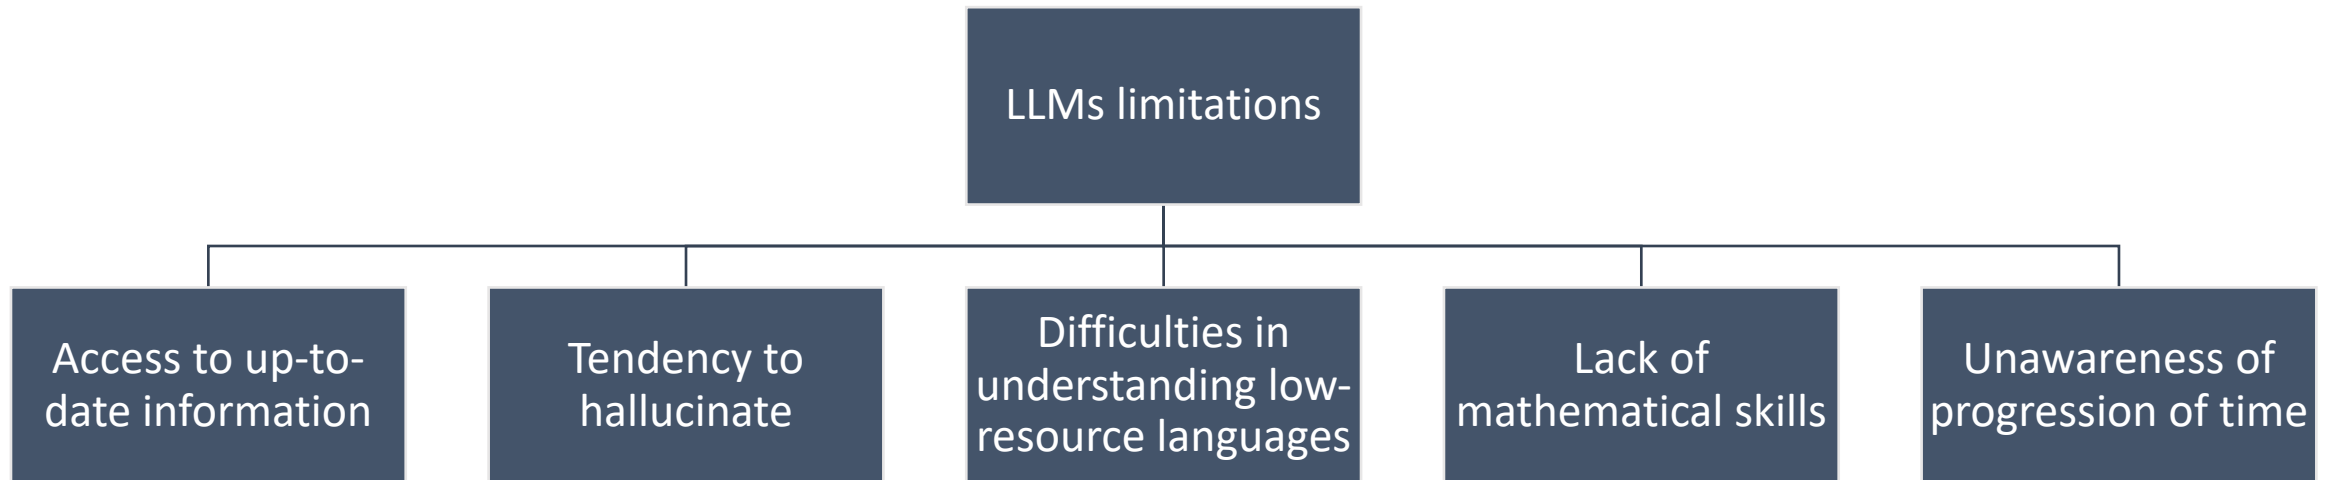 LLMs limitations
Access to up-to-
date information
Tendency to
hallucinate
Difficulties in
understanding low-
resource languages
Lack of
mathematical skills
Unawareness of
progression of time